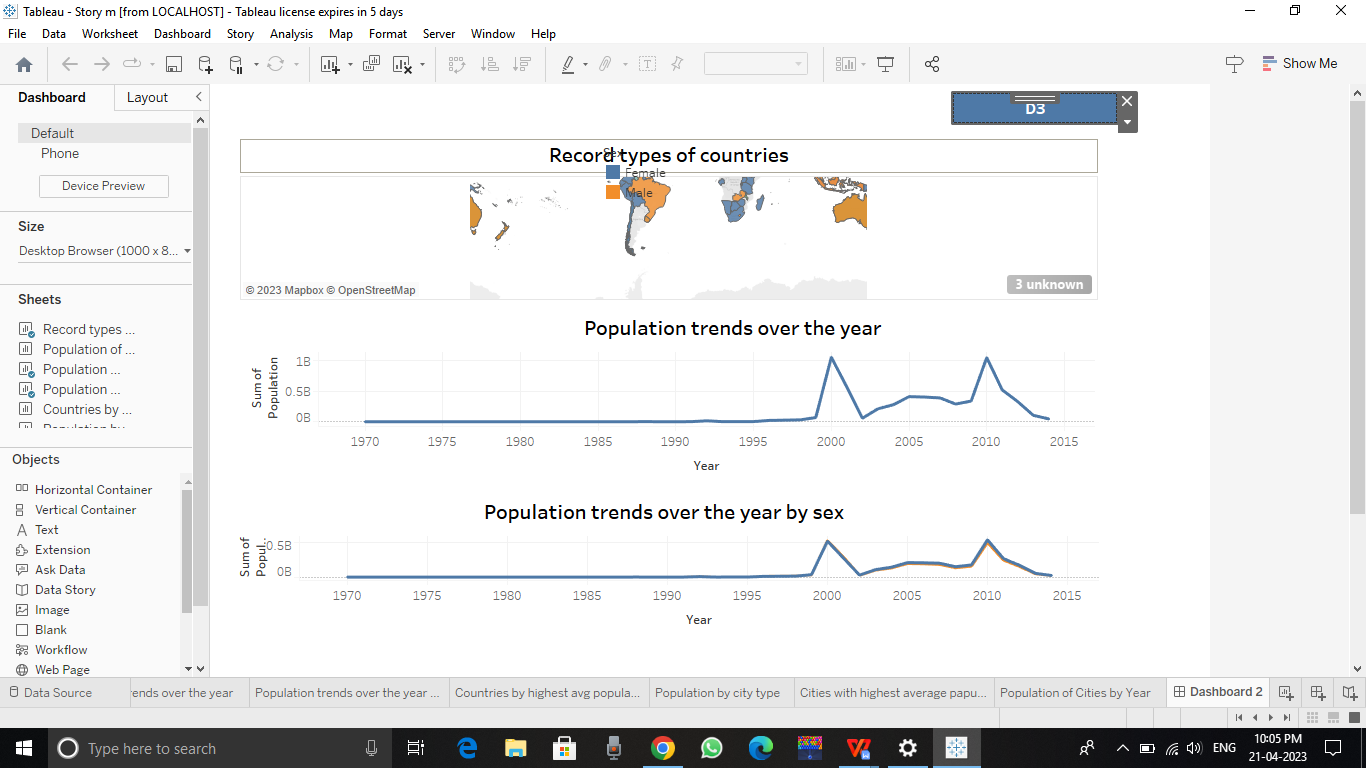 Tableau - Story m [from LOCALHOST] - Tableau license expires in 5 days
File Data Worksheet Dashboard Story Analysis Map Format Server Window Help
Show Me
Dashboard Layout
Default
Phone
Device Preview
Size
Desktop Browser (1000 x 8...
Sheets
Record types ...
Population of ...
Population ...
Population ...
Countries by ...
Population by
Objects
Horizontal Container
Vertical Container
Text
Extension
Ask Data
Data Story
Image
Blank
Workflow
Web Page
D3
Record types of countries
Sex
Female
Male
© 2023 Mapbox © OpenStreetMap
3 unknown
Population trends over the year
Sum of
Population
1B
0.5B
0B
1970 1975 1980 1985 1990 1995 2000 2005 2010 2015
Year
Population trends over the year by sex
Sum of
Popul..
0.5B
0B
1970 1975 1980 1985 1990 1995 2000 2005 2010 2015
Year
Data Source rends over the year Population trends over the year ... Countries by highest avg popula... Population by city type Cities with highest average papu... Population of Cities by Year Dashboard 2
Type here to search
ENG
10:05 PM
21-04-2023